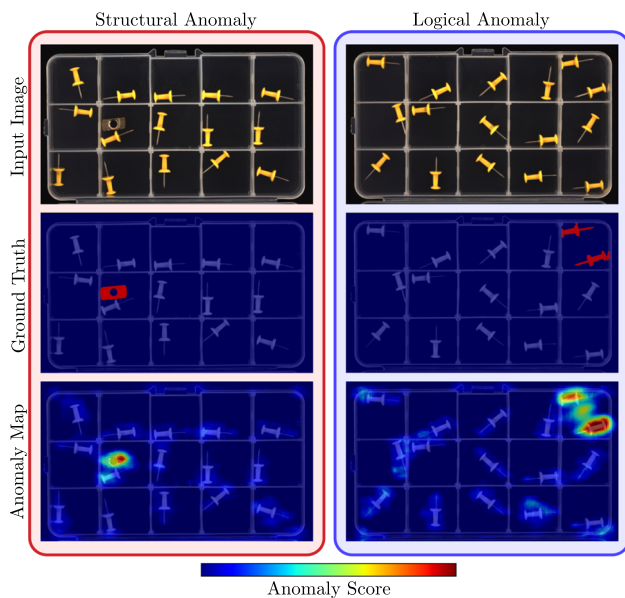 Structural Anomaly
Logical Anomaly
Input Image
Ground Truth
Anomaly Map
Anomaly Score